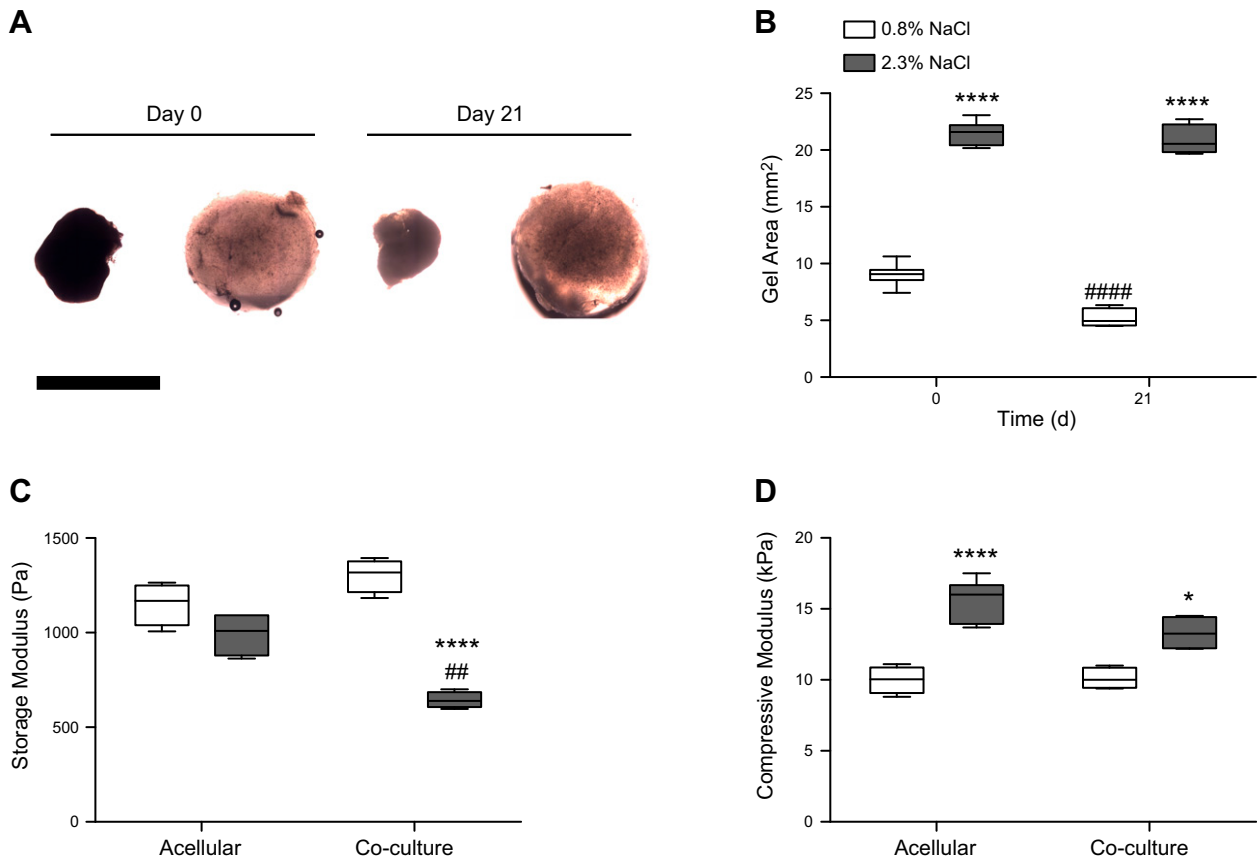 A
Day 0
Day 21
B
0.8% NaCl
2.3% NaCl
Gel Area (mm²)
25
20
15
10
5
0
****
****
####
0
21
Time (d)
C
Storage Modulus (Pa)
1500
1000
500
0
****
##
Acellular
Co-culture
D
Compressive Modulus (kPa)
20
15
10
5
0
****
*
Acellular
Co-culture